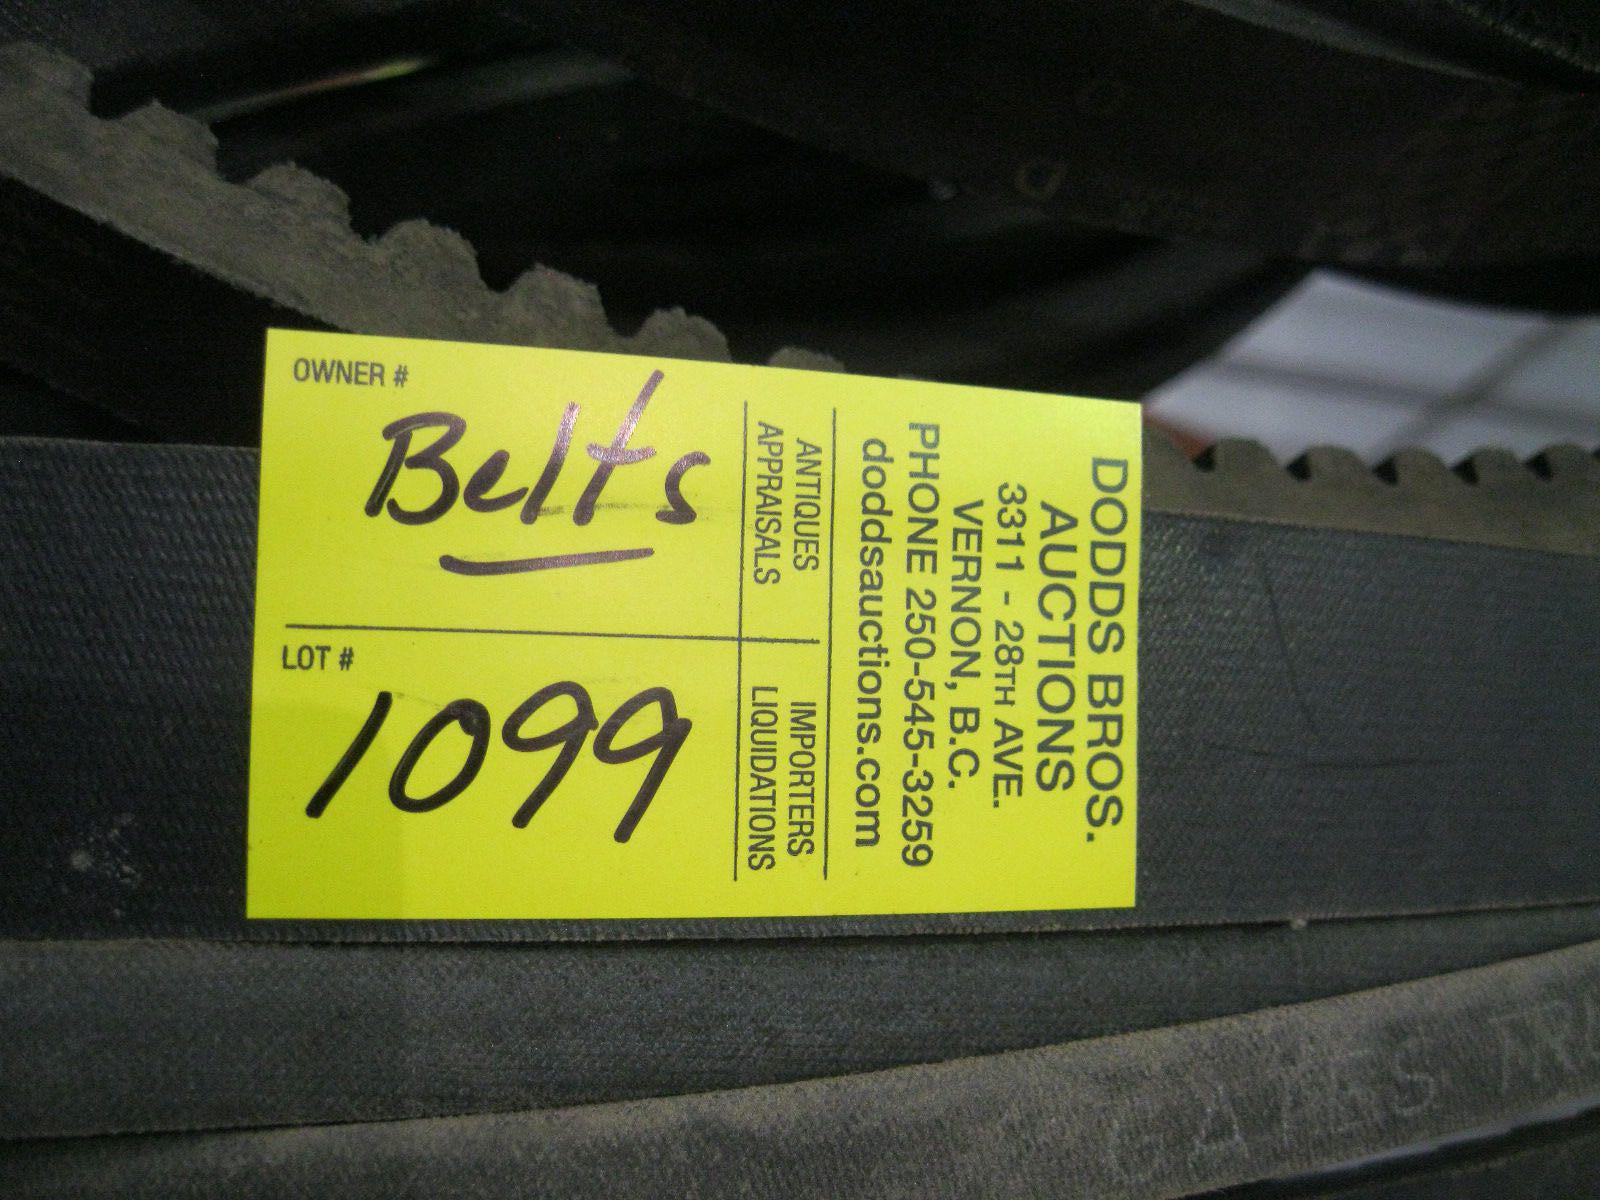 OWNER #
Belts
LOT #
1099
ANTIQUES
APPRAISALS
IMPORTERS
LIQUIDATIONS
DODDS BROS.
AUCTIONS
3311 - 28TH AVE.
VERNON, B.C.
PHONE 250-545-3259
doddsauctions.com
GATES